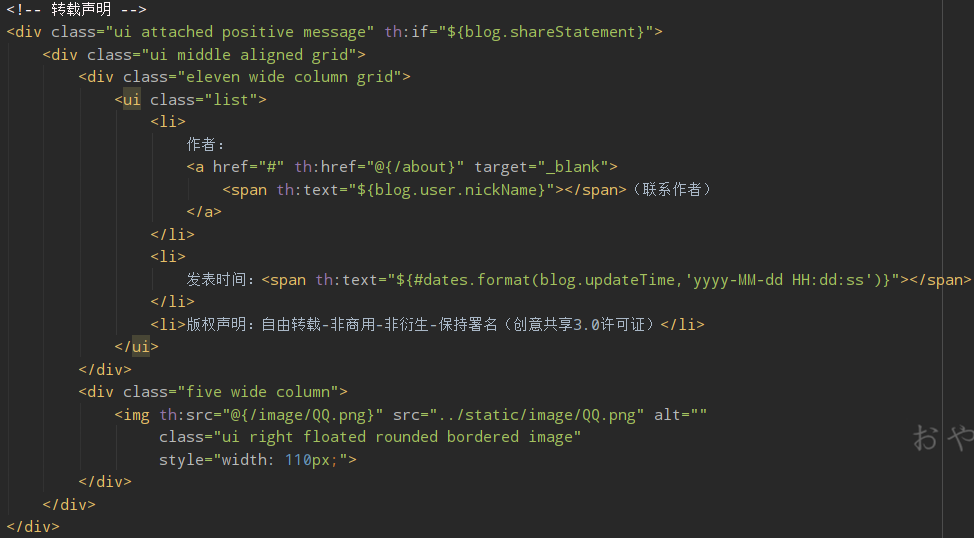 <!-- 转载声明 -->
<div class="ui attached positive message" th:if="${blog.shareStatement}">
<div class="ui middle aligned grid">
<div class="eleven wide column grid">
<ui class="list">
<li>
作者：
<a href="#" th:href="@{/about}" target="_blank">
<span th:text="${blog.user.nickName}"></span>（联系作者）
</a>
</li>
<li>
发表时间：<span th:text="${#dates.format(blog.updateTime,'yyyy-MM-dd HH:dd:ss')}"></span>
</li>
<li>版权声明：自由转载-非商用-非衍生-保持署名（创意共享3.0许可证）</li>
</ui>
</div>
<div class="five wide column">
<img th:src="@{/image/QQ.png}" src="../static/image/QQ.png" alt=""
class="ui right floated rounded bordered image"
style="width: 110px;">
</div>
</div>
</div>
おや